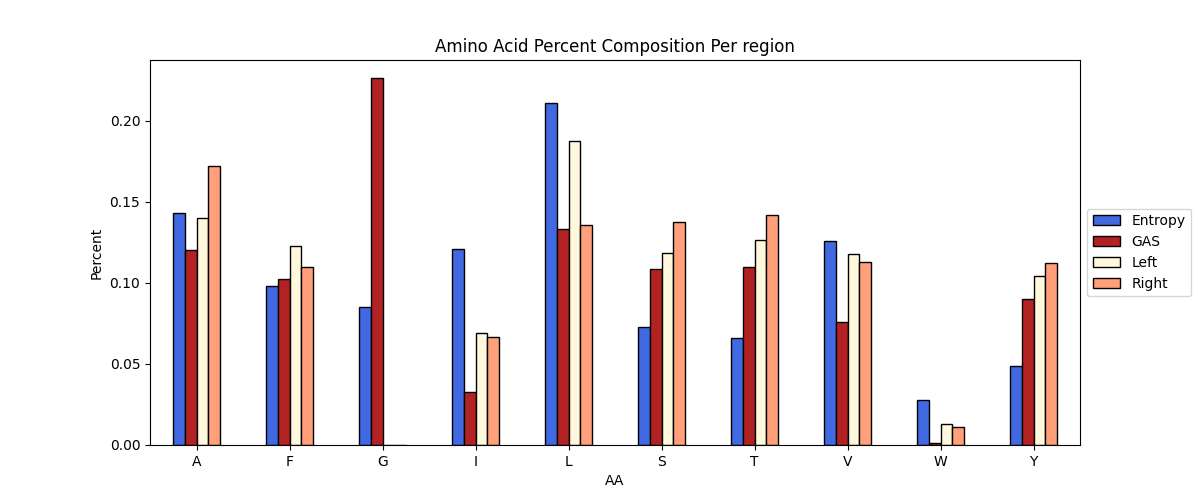 Amino Acid Percent Composition Per region
Percent
0.20
0.15
0.10
0.05
0.00
A F G I L S T V W Y
AA
Entropy
GAS
Left
Right